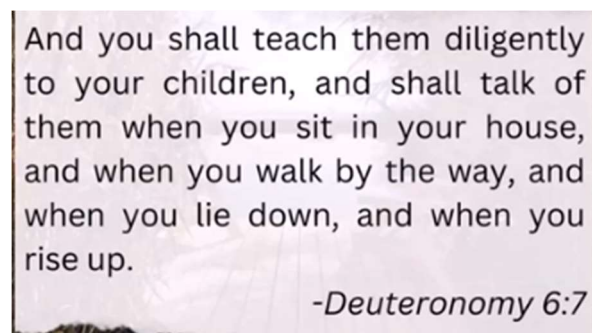 And you shall teach them diligently
to your children, and shall talk of
them when you sit in your house,
and when you walk by the way, and
when you lie down, and when you
rise up.
-Deuteronomy 6:7